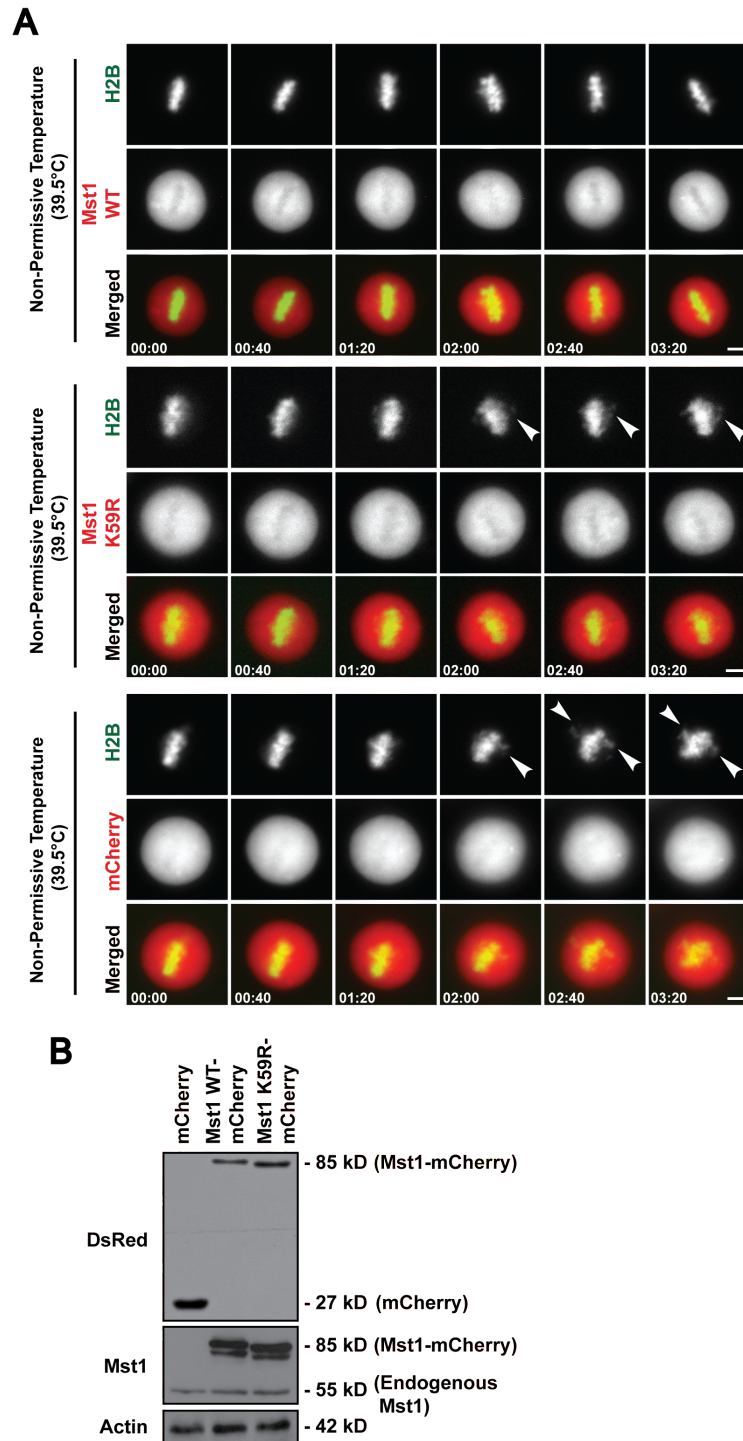 A
Non-Permissive Temperature
(39.5°C)
H2B
Mst1
WT
Merged
00:00
00:40
01:20
02:00
02:40
03:20
Non-Permissive Temperature
(39.5°C)
H2B
Mst1
K59R
Merged
00:00
00:40
01:20
02:00
02:40
03:20
Non-Permissive Temperature
(39.5°C)
H2B
mCherry
Merged
00:00
00:40
01:20
02:00
02:40
03:20
B
mCherry
Mst1 WT-
mCherry
Mst1 K59R-
mCherry
DsRed
- 85 kD (Mst1-mCherry)
- 27 kD (mCherry)
Mst1
- 85 kD (Mst1-mCherry)
- 55 kD (Endogenous
Mst1)
Actin
- 42 kD